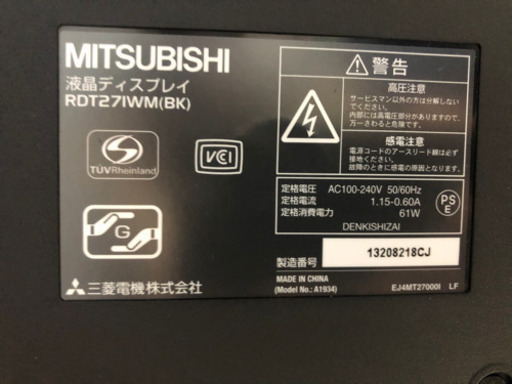 MITSUBISHI
液晶ディスプレイ
RDT271WM(BK)
TÜVRheinland
VCI
G
三菱電機株式会社
警告
高圧注意
サービスマン以外の方は分解しない
でください。
内部には高電圧部分がありますので、
万一さわると危険です。
感電注意
電源コードのアースリード線は必ず
接地ください。
故障のときに感電の原因となります。
定格電圧 AC100-240V 50/60Hz
定格電流 1.15-0.60A
定格消費電力 61W
PS
E
DENKISHIZAI
製造番号 13208218CJ
MADE IN CHINA
(Model No.: A1934) EJ4MT27000I LF